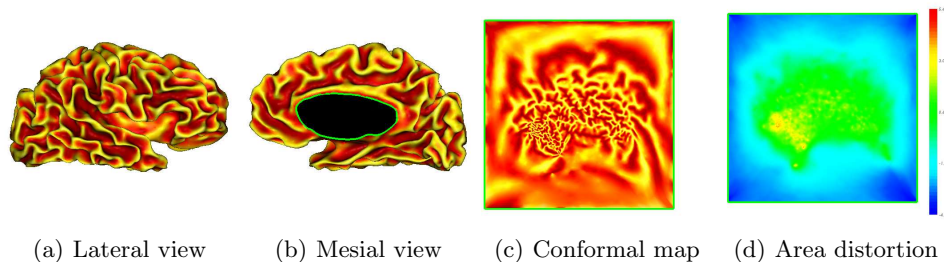 (a) Lateral view
(b) Mesial view
(c) Conformal map
(d) Area distortion